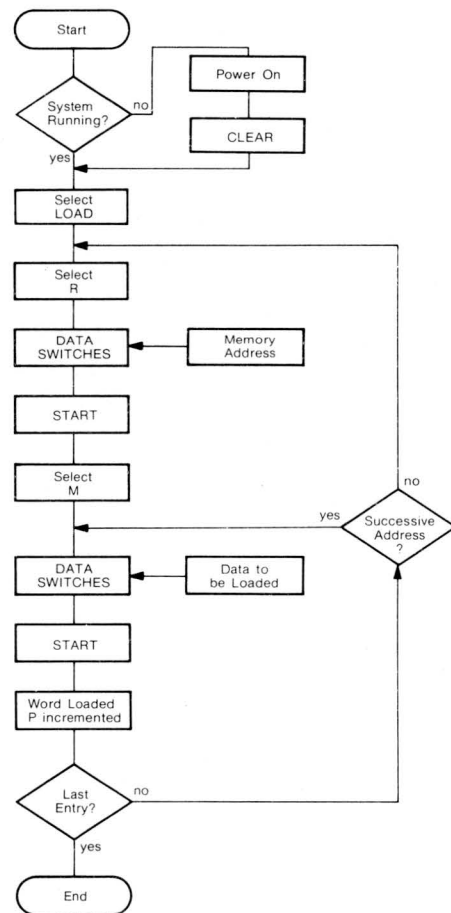 Start
System
Running?
no
Power On
CLEAR
yes
Select
LOAD
Select
R
DATA
SWITCHES
Memory
Address
START
Select
M
no
yes
Successive
Address
?
DATA
SWITCHES
Data to
be Loaded
START
Word Loaded
P incremented
Last
Entry?
no
yes
End